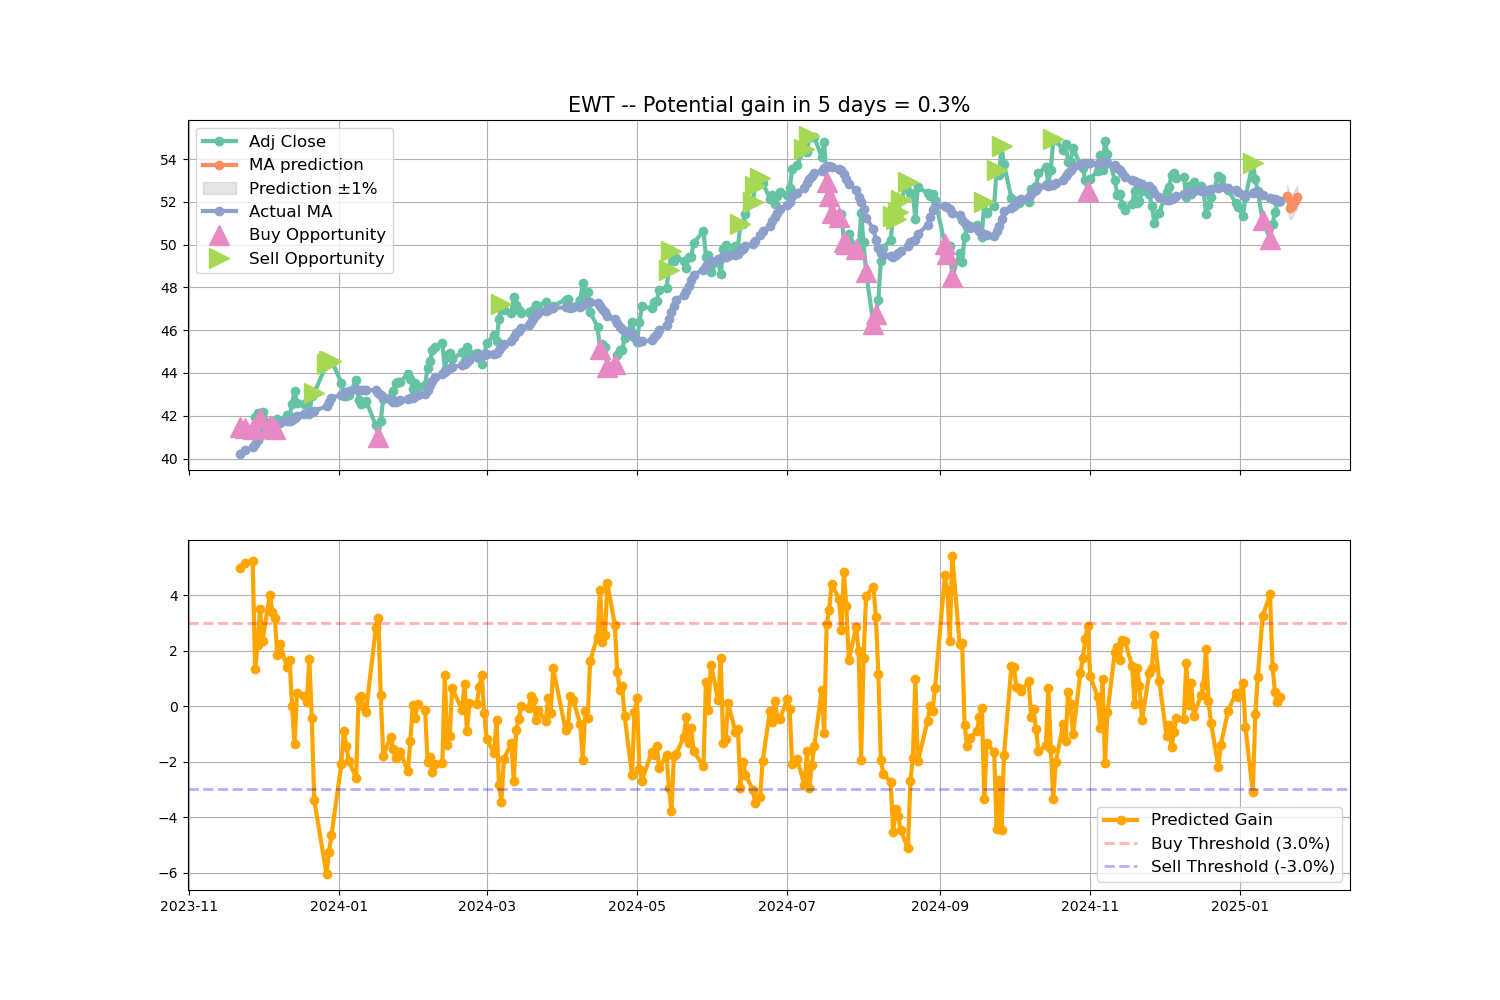 EWT -- Potential gain in 5 days = 0.3%
Adj Close
MA prediction
Prediction ±1%
Actual MA
Buy Opportunity
Sell Opportunity
54
52
50
48
46
44
42
40
4
2
0
−2
−4
−6
Predicted Gain
Buy Threshold (3.0%)
Sell Threshold (-3.0%)
2023-11 2024-01 2024-03 2024-05 2024-07 2024-09 2024-11 2025-01